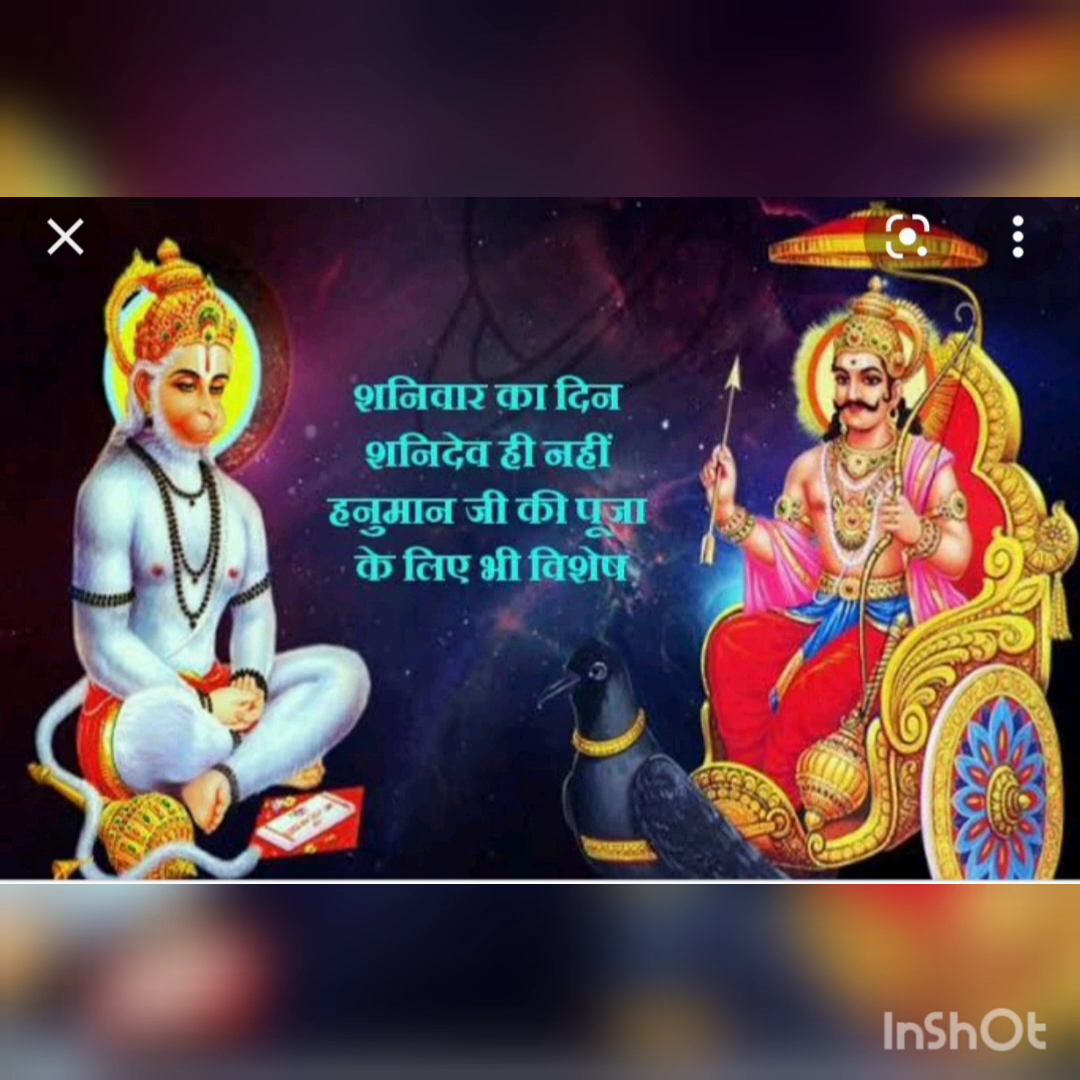 शनिवार का दिन
शनिदेव ही नहीं
हनुमान जी की पूजा
के लिए भी विशेष
InShOt